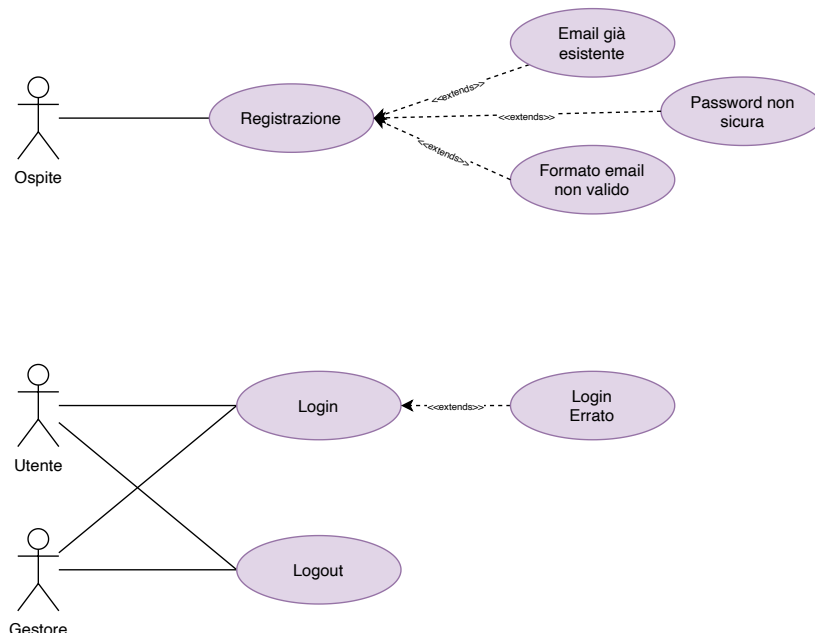 Email già
esistente
<<extends>>
Password non
sicura
Registrazione
<<extends>>
<<extends>>
Formato email
non valido
Ospite
Login
<<extends>>
Login
Errato
Utente
Logout
Gestore